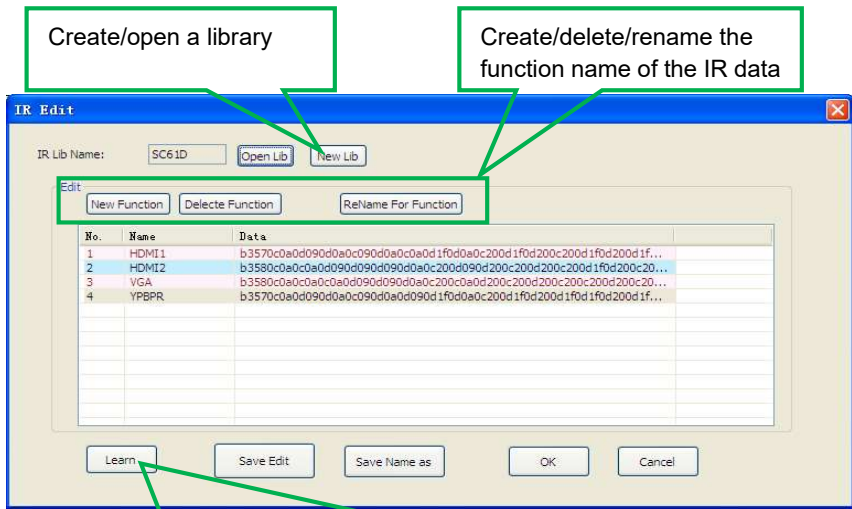 Create/open a library
Create/delete/rename the
function name of the IR data
IR Edit
IR Lib Name: SC61D Open Lib New Lib
Edit
New Function Delecte Function ReName For Function
No. Name Data
1 HDMI1 b3570c0a0d090d0a0c090d0a0c0a0d1f0d0a0c200d1f0d200c200d1f0d200d1f...
2 HDMI2 b3580c0a0a0d090d090d090d0a0c200d090d200c200d200c200d1f0d200c20...
3 VGA b3580c0a0c0a0d090d090d0a0c200c0a0d200c200d200c200c200d200c20...
4 YPBPR b3570c0a0d090d0a0c090d0a0d090d1f0d0a0c200d1f0d200d1f0d1f0d200d1f...
Learn Save Edit Save Name as OK Cancel